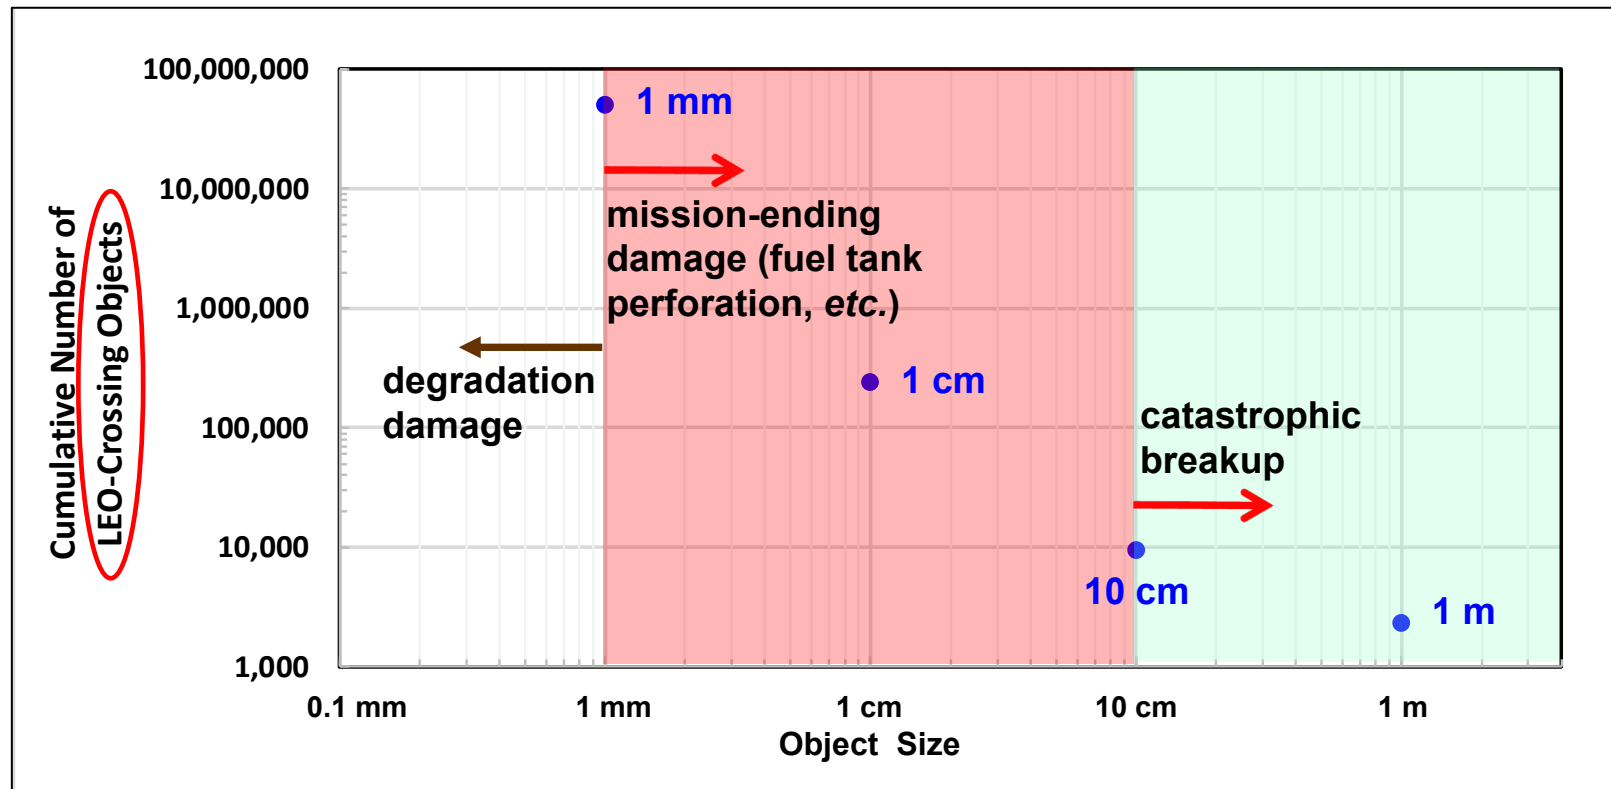 Cumulative Number of
LEO-Crossing Objects
100,000,000
10,000,000
1,000,000
100,000
10,000
1,000
1 mm
mission-ending
damage (fuel tank
perforation, etc.)
degradation
damage
1 cm
catastrophic
breakup
10 cm
1 m
0.1 mm
1 mm
1 cm
10 cm
1 m
Object Size